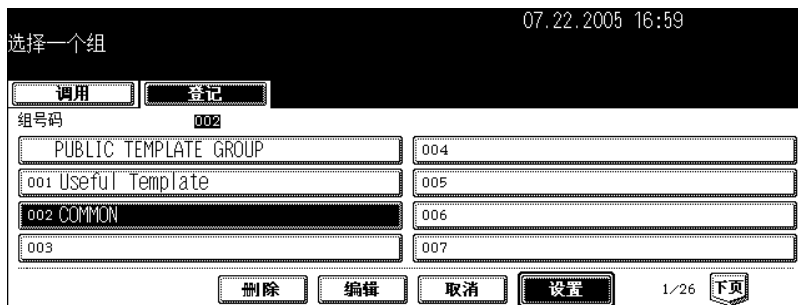 07.22.2005 16:59
选择一个组
调用 登记
组号码 002
PUBLIC TEMPLATE GROUP 004
001 Useful Template 005
002 COMMON 006
003 007
删除 编辑 取消 设置 1/26 下页